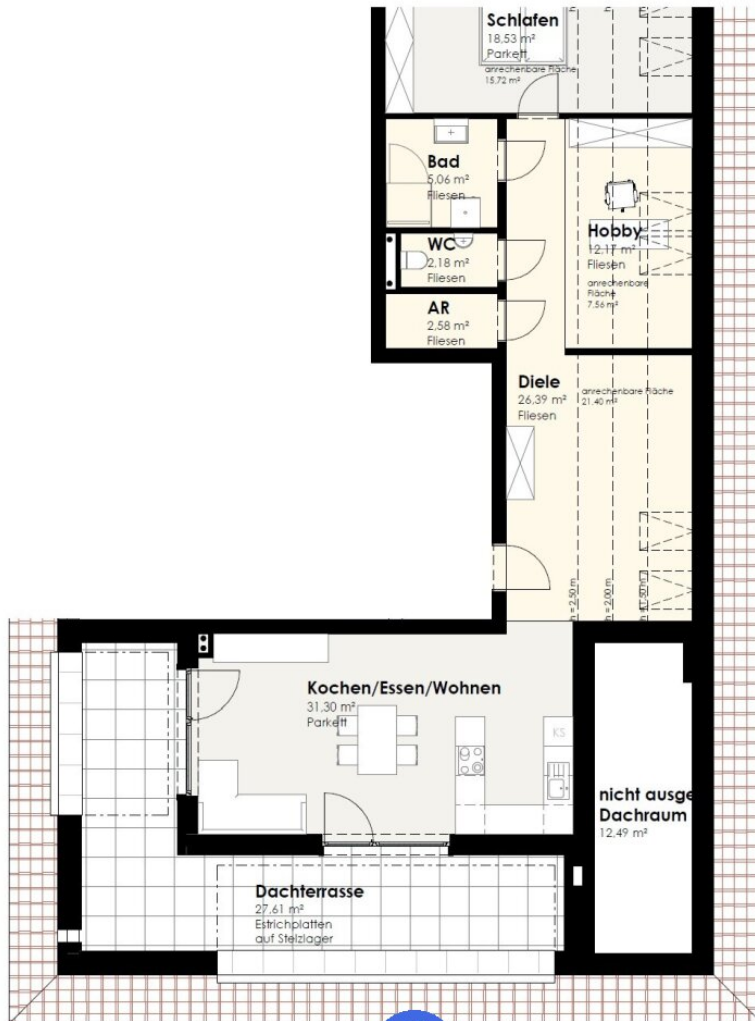 Schlafen
18,53 m²
Parkett
anrechenbare Fläche
15,72 m²
Bad
5,06 m²
Fliesen
WC
2,18 m²
Fliesen
AR
2,58 m²
Fliesen
Hobby
12,17 m²
Fliesen
anrechenbare
Fläche
7,56 m²
Diele
26,39 m²
Fliesen
anrechenbare Fläche
21,40 m²
h = 2,50 m
h = 2,00 m
h = 1,50 m
Kochen/Essen/Wohnen
31,30 m²
Parkett
KS
nicht ausge
Dachraum
12,49 m²
Dachterrasse
27,61 m²
Estrichplatten
auf Stelzlager